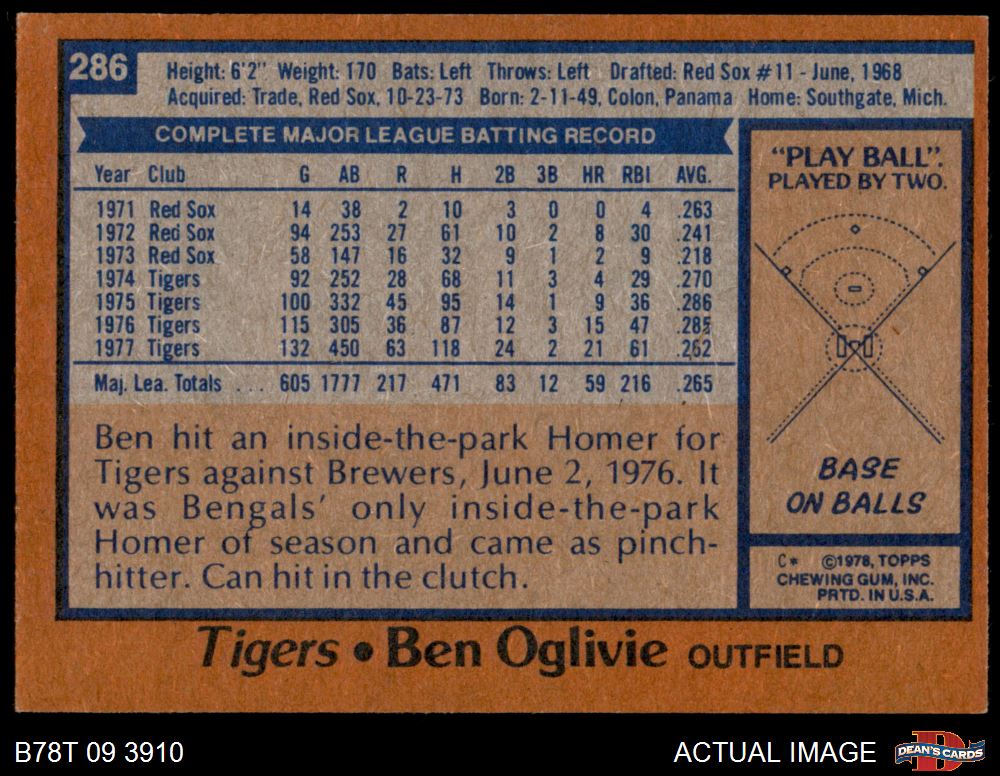 286
Height: 6'2" Weight: 170 Bats: Left Throws: Left Drafted: Red Sox #11 - June, 1968
Acquired: Trade, Red Sox, 10-23-73 Born: 2-11-49, Colon, Panama Home: Southgate, Mich.
COMPLETE MAJOR LEAGUE BATTING RECORD
Year Club G AB R H 2B 3B HR RBI AVG.
1971 Red Sox 14 38 2 10 3 0 0 4 .263
1972 Red Sox 94 253 27 61 10 2 8 30 .241
1973 Red Sox 58 147 16 32 9 1 2 9 .218
1974 Tigers 92 252 28 68 11 3 4 29 .270
1975 Tigers 100 332 45 95 14 1 9 36 .286
1976 Tigers 115 305 36 87 12 3 15 47 .285
1977 Tigers 132 450 63 118 24 2 21 61 .262
Maj. Lea. Totals ... 605 1777 217 471 83 12 59 216 .265
Ben hit an inside-the-park Homer for
Tigers against Brewers, June 2, 1976. It
was Bengals' only inside-the-park
Homer of season and came as pinch-
hitter. Can hit in the clutch.
"PLAY BALL".
PLAYED BY TWO.
BASE
ON BALLS
C* ©1978, TOPPS
CHEWING GUM, INC.
PRTD. IN U.S.A.
Tigers • Ben Oglivie OUTFIELD
B78T 09 3910
ACTUAL IMAGE
DEAN'S CARDS